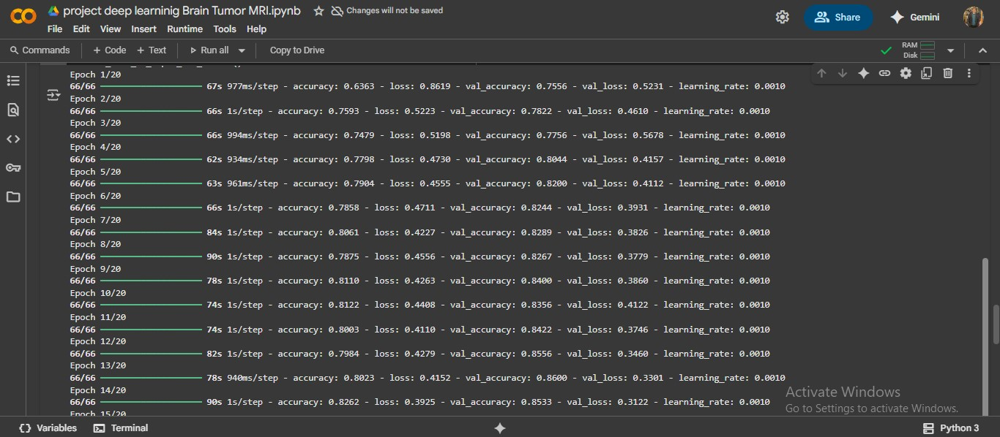 project deep learninig Brain Tumor MRI.ipynb
Changes will not be saved
File Edit View Insert Runtime Tools Help
Share
Gemini
Commands + Code + Text Run all Copy to Drive
RAM
Disk
Epoch 1/20
66/66 67s 977ms/step - accuracy: 0.6363 - loss: 0.8619 - val_accuracy: 0.7556 - val_loss: 0.5231 - learning_rate: 0.0010
Epoch 2/20
66/66 66s 1s/step - accuracy: 0.7593 - loss: 0.5223 - val_accuracy: 0.7822 - val_loss: 0.4610 - learning_rate: 0.0010
Epoch 3/20
66/66 66s 994ms/step - accuracy: 0.7479 - loss: 0.5198 - val_accuracy: 0.7756 - val_loss: 0.5678 - learning_rate: 0.0010
Epoch 4/20
66/66 62s 934ms/step - accuracy: 0.7798 - loss: 0.4730 - val_accuracy: 0.8044 - val_loss: 0.4157 - learning_rate: 0.0010
Epoch 5/20
66/66 63s 961ms/step - accuracy: 0.7904 - loss: 0.4555 - val_accuracy: 0.8200 - val_loss: 0.4112 - learning_rate: 0.0010
Epoch 6/20
66/66 66s 1s/step - accuracy: 0.7858 - loss: 0.4711 - val_accuracy: 0.8244 - val_loss: 0.3931 - learning_rate: 0.0010
Epoch 7/20
66/66 84s 1s/step - accuracy: 0.8061 - loss: 0.4227 - val_accuracy: 0.8289 - val_loss: 0.3826 - learning_rate: 0.0010
Epoch 8/20
66/66 90s 1s/step - accuracy: 0.7875 - loss: 0.4556 - val_accuracy: 0.8267 - val_loss: 0.3779 - learning_rate: 0.0010
Epoch 9/20
66/66 78s 1s/step - accuracy: 0.8110 - loss: 0.4263 - val_accuracy: 0.8400 - val_loss: 0.3860 - learning_rate: 0.0010
Epoch 10/20
66/66 74s 1s/step - accuracy: 0.8122 - loss: 0.4408 - val_accuracy: 0.8356 - val_loss: 0.4122 - learning_rate: 0.0010
Epoch 11/20
66/66 74s 1s/step - accuracy: 0.8003 - loss: 0.4110 - val_accuracy: 0.8422 - val_loss: 0.3746 - learning_rate: 0.0010
Epoch 12/20
66/66 82s 1s/step - accuracy: 0.7984 - loss: 0.4279 - val_accuracy: 0.8556 - val_loss: 0.3460 - learning_rate: 0.0010
Epoch 13/20
66/66 78s 940ms/step - accuracy: 0.8023 - loss: 0.4152 - val_accuracy: 0.8600 - val_loss: 0.3301 - learning_rate: 0.0010
Epoch 14/20
66/66 90s 1s/step - accuracy: 0.8262 - loss: 0.3925 - val_accuracy: 0.8533 - val_loss: 0.3122 - learning_rate: 0.0010
Epoch 15/20
Activate Windows
Go to Settings to activate Windows.
Variables Terminal Python 3